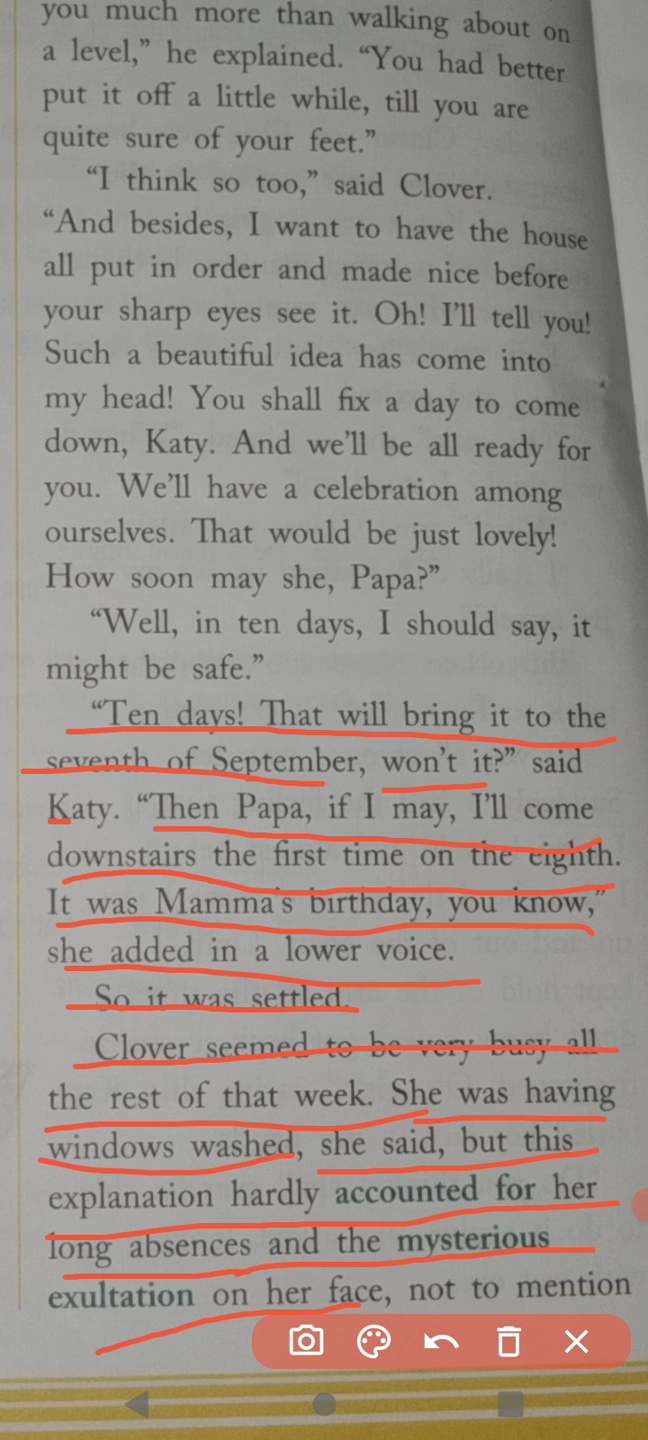 you much more than walking about on
a level,” he explained. “You had better
put it off a little while, till you are
quite sure of your feet.”
“I think so too,” said Clover.
“And besides, I want to have the house
all put in order and made nice before
your sharp eyes see it. Oh! I’ll tell you!
Such a beautiful idea has come into
my head! You shall fix a day to come
down, Katy. And we’ll be all ready for
you. We’ll have a celebration among
ourselves. That would be just lovely!
How soon may she, Papa?”
“Well, in ten days, I should say, it
might be safe.”
“Ten days! That will bring it to the
seventh of September, won’t it?” said
Katy. “Then Papa, if I may, I’ll come
downstairs the first time on the eighth.
It was Mamma’s birthday, you know,”
she added in a lower voice.
So it was settled.
Clover seemed to be very busy all
the rest of that week. She was having
windows washed, she said, but this
explanation hardly accounted for her
long absences and the mysterious
exultation on her face, not to mention